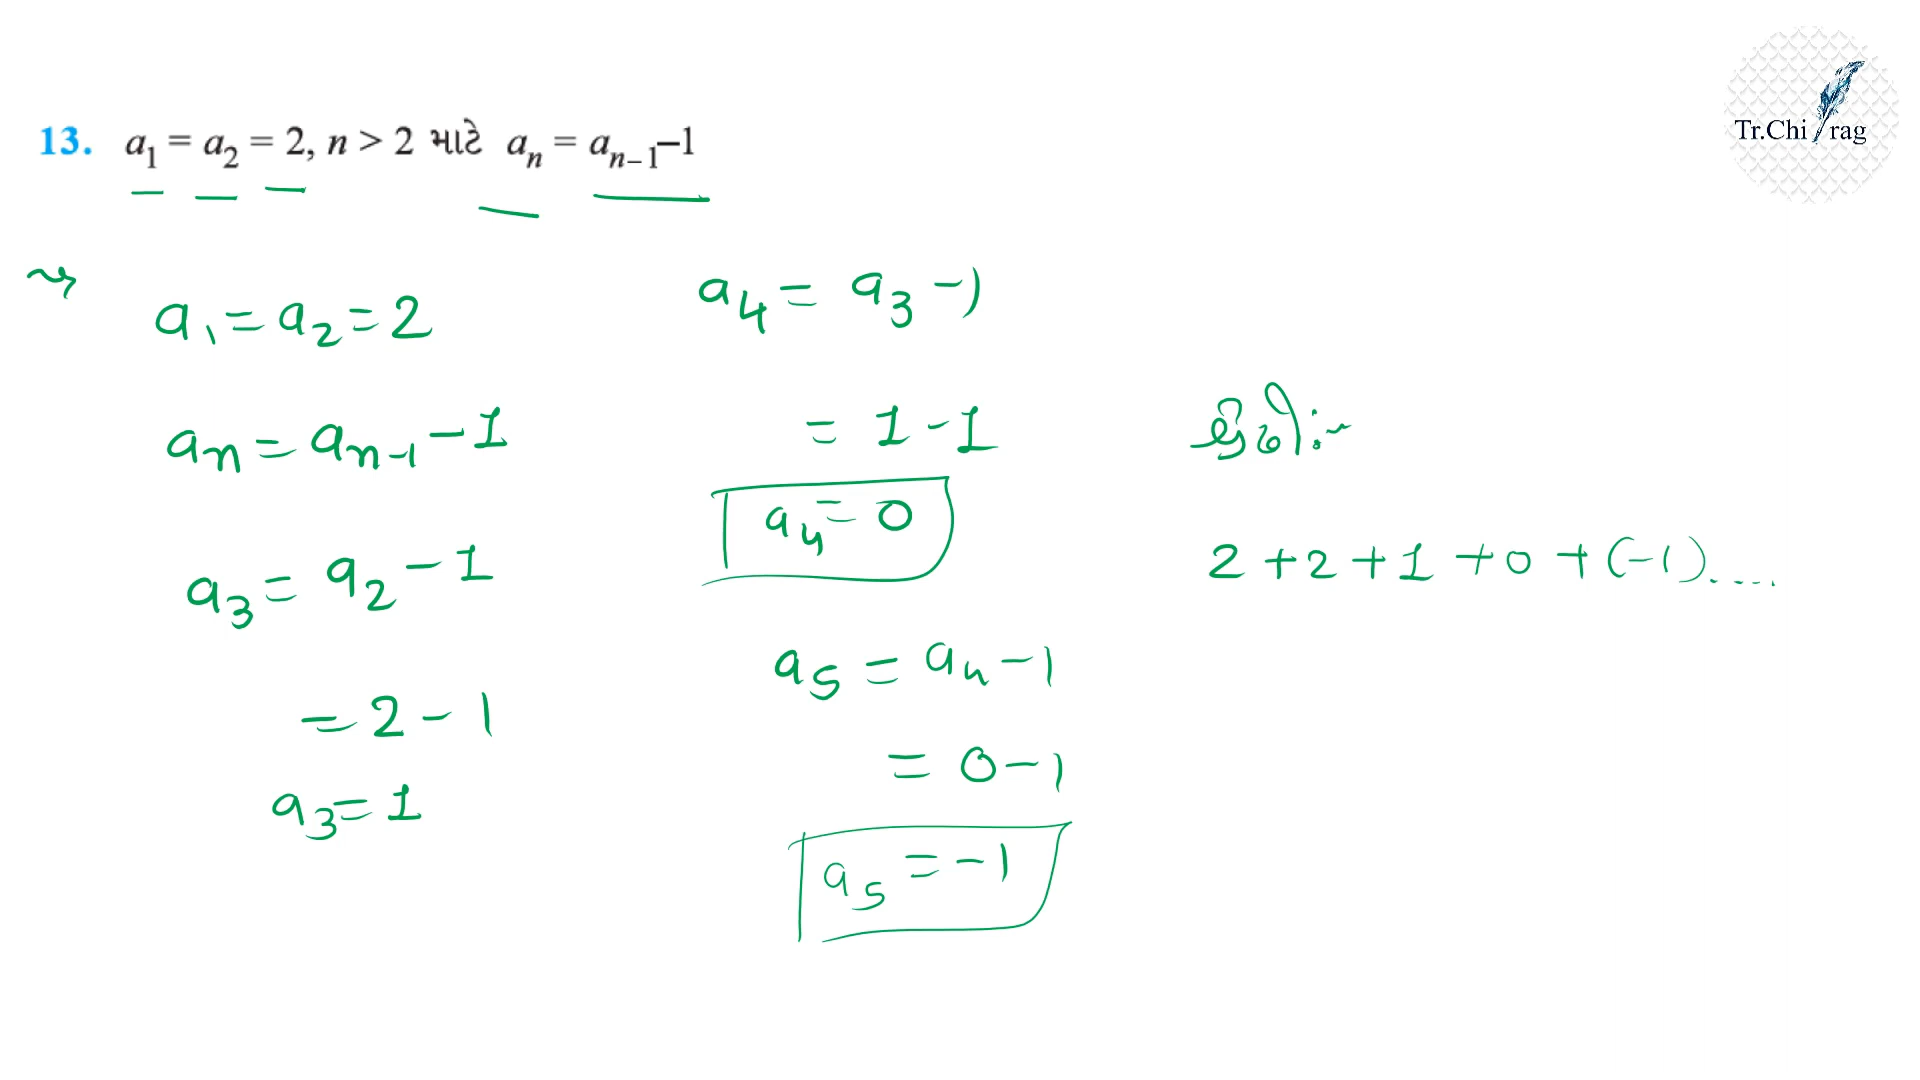 13. a₁ = a₂ = 2, n > 2 માટે aₙ = aₙ₋₁–1
Tr.Chirag
a₁ = a₂ = 2
aₙ = aₙ₋₁ - 1
a₃ = a₂ - 1
= 2 - 1
a₃ = 1
a₄ = a₃ - 1
= 1 - 1
a₄ = 0
a₅ = a₄ - 1
= 0 - 1
a₅ = -1
શ્રેઢી :-
2 + 2 + 1 + 0 + (-1) ....